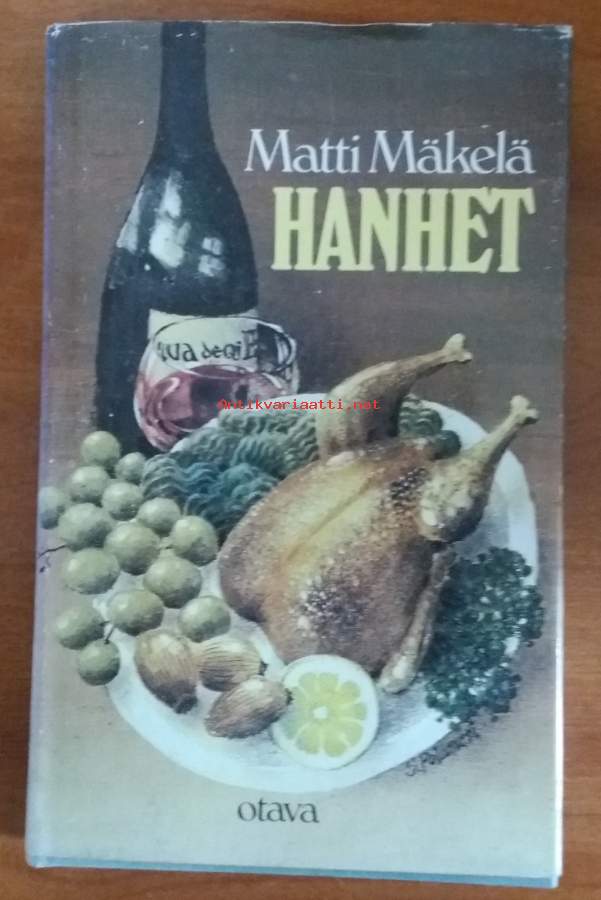 Matti Mäkelä
HANHET
Antikvariaatti.net
otava